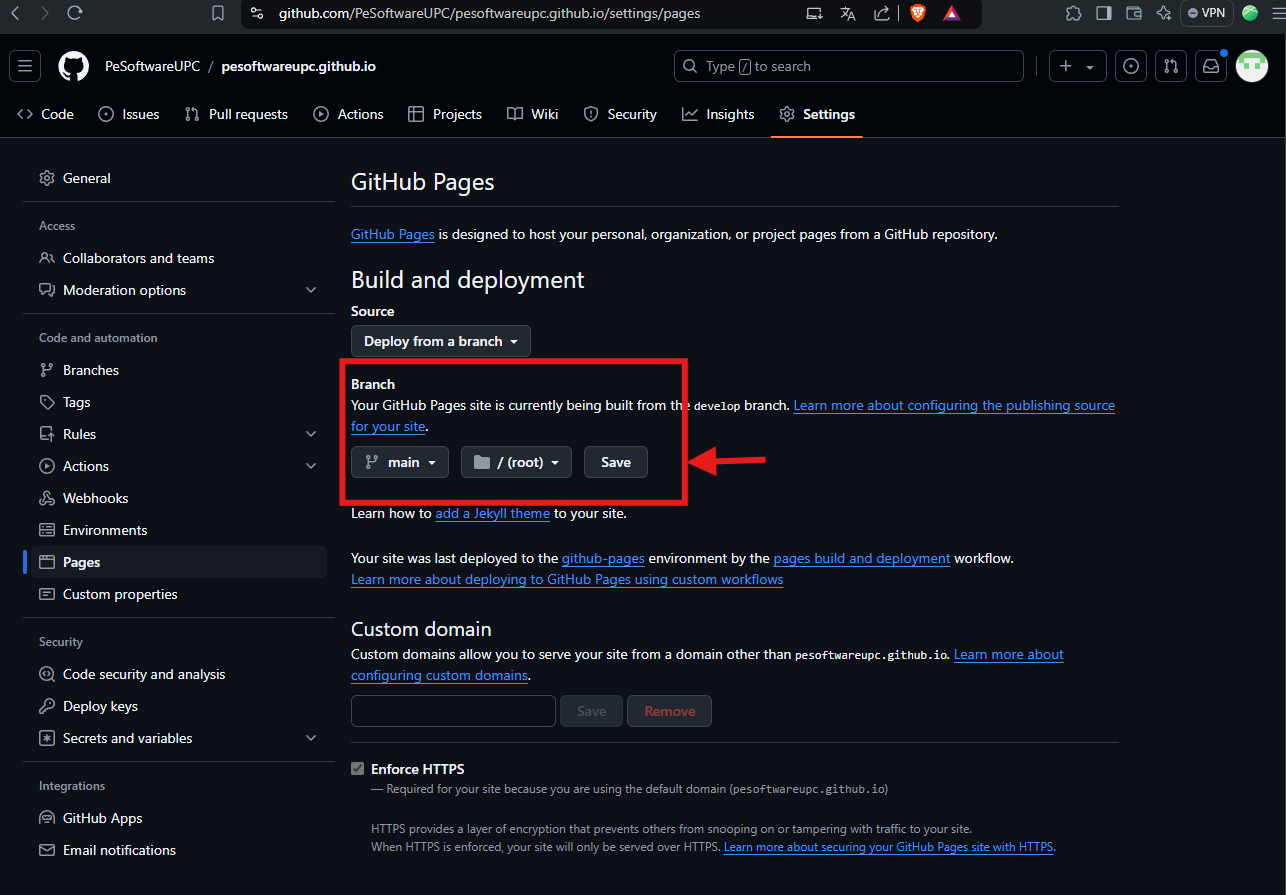 github.com/PeSoftwareUPC/pesoftwareupc.github.io/settings/pages
VPN
PeSoftwareUPC / pesoftwareupc.github.io
Type / to search
Code Issues Pull requests Actions Projects Wiki Security Insights Settings
General
Access
Collaborators and teams
Moderation options
Code and automation
Branches
Tags
Rules
Actions
Webhooks
Environments
Pages
Custom properties
Security
Code security and analysis
Deploy keys
Secrets and variables
Integrations
GitHub Apps
Email notifications
GitHub Pages
GitHub Pages is designed to host your personal, organization, or project pages from a GitHub repository.
Build and deployment
Source
Deploy from a branch
Branch
Your GitHub Pages site is currently being built from the develop branch. Learn more about configuring the publishing source
for your site.
main / (root) Save
Learn how to add a Jekyll theme to your site.
Your site was last deployed to the github-pages environment by the pages build and deployment workflow.
Learn more about deploying to GitHub Pages using custom workflows
Custom domain
Custom domains allow you to serve your site from a domain other than pesoftwareupc.github.io. Learn more about
configuring custom domains.
Save Remove
Enforce HTTPS
— Required for your site because you are using the default domain (pesoftwareupc.github.io)
HTTPS provides a layer of encryption that prevents others from snooping on or tampering with traffic to your site.
When HTTPS is enforced, your site will only be served over HTTPS. Learn more about securing your GitHub Pages site with HTTPS.